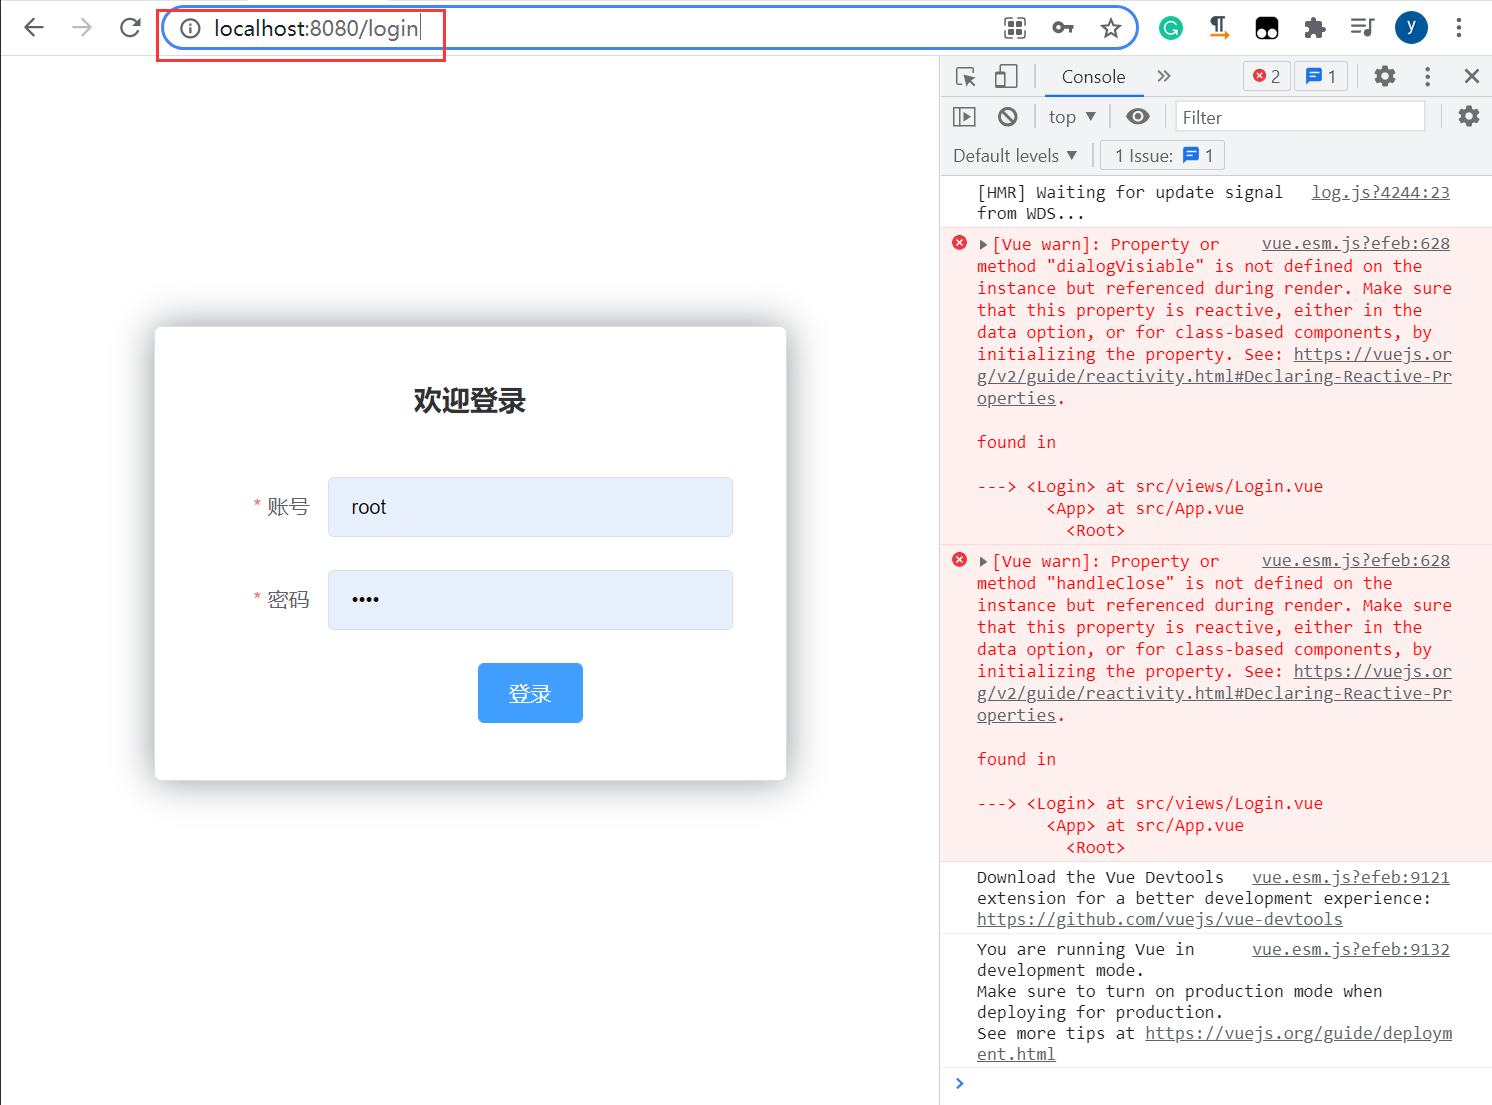 localhost:8080/login
y
Console
2
1
top
Filter
Default levels
1 Issue:
1
[HMR] Waiting for update signal log.js?4244:23
from WDS...
[Vue warn]: Property or vue.esm.js?efeb:628
method "dialogVisiable" is not defined on the
instance but referenced during render. Make sure
that this property is reactive, either in the
data option, or for class-based components, by
initializing the property. See: https://vuejs.or
g/v2/guide/reactivity.html#Declaring-Reactive-Pr
operties.
found in
---> <Login> at src/views/Login.vue
<App> at src/App.vue
<Root>
[Vue warn]: Property or vue.esm.js?efeb:628
method "handleClose" is not defined on the
instance but referenced during render. Make sure
that this property is reactive, either in the
data option, or for class-based components, by
initializing the property. See: https://vuejs.or
g/v2/guide/reactivity.html#Declaring-Reactive-Pr
operties.
found in
---> <Login> at src/views/Login.vue
<App> at src/App.vue
<Root>
Download the Vue Devtools vue.esm.js?efeb:9121
extension for a better development experience:
https://github.com/vuejs/vue-devtools
You are running Vue in vue.esm.js?efeb:9132
development mode.
Make sure to turn on production mode when
deploying for production.
See more tips at https://vuejs.org/guide/deploym
ent.html
欢迎登录
* 账号
root
* 密码
••••
登录